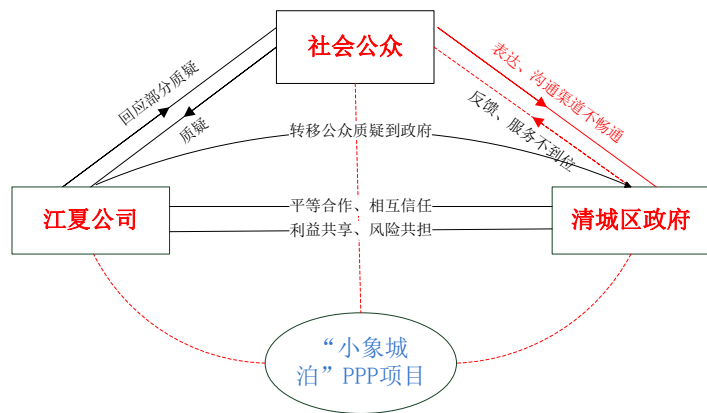 社会公众
回应部分质疑
质疑
表达、沟通渠道不畅通
反馈、服务不到位
转移公众质疑到政府
江夏公司
平等合作、相互信任
利益共享、风险共担
清城区政府
“小象城
泊”PPP项目